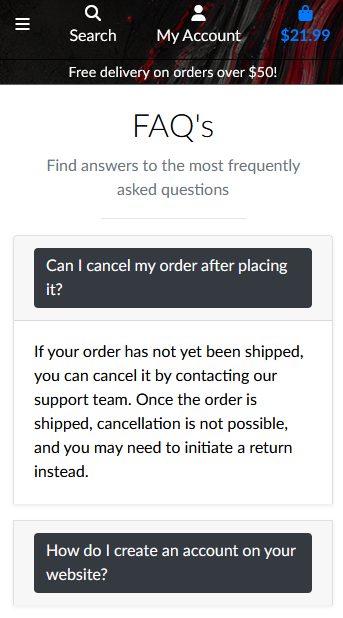 Search
My Account
$21.99
Free delivery on orders over $50!
FAQ's
Find answers to the most frequently
asked questions
Can I cancel my order after placing
it?
If your order has not yet been shipped,
you can cancel it by contacting our
support team. Once the order is
shipped, cancellation is not possible,
and you may need to initiate a return
instead.
How do I create an account on your
website?